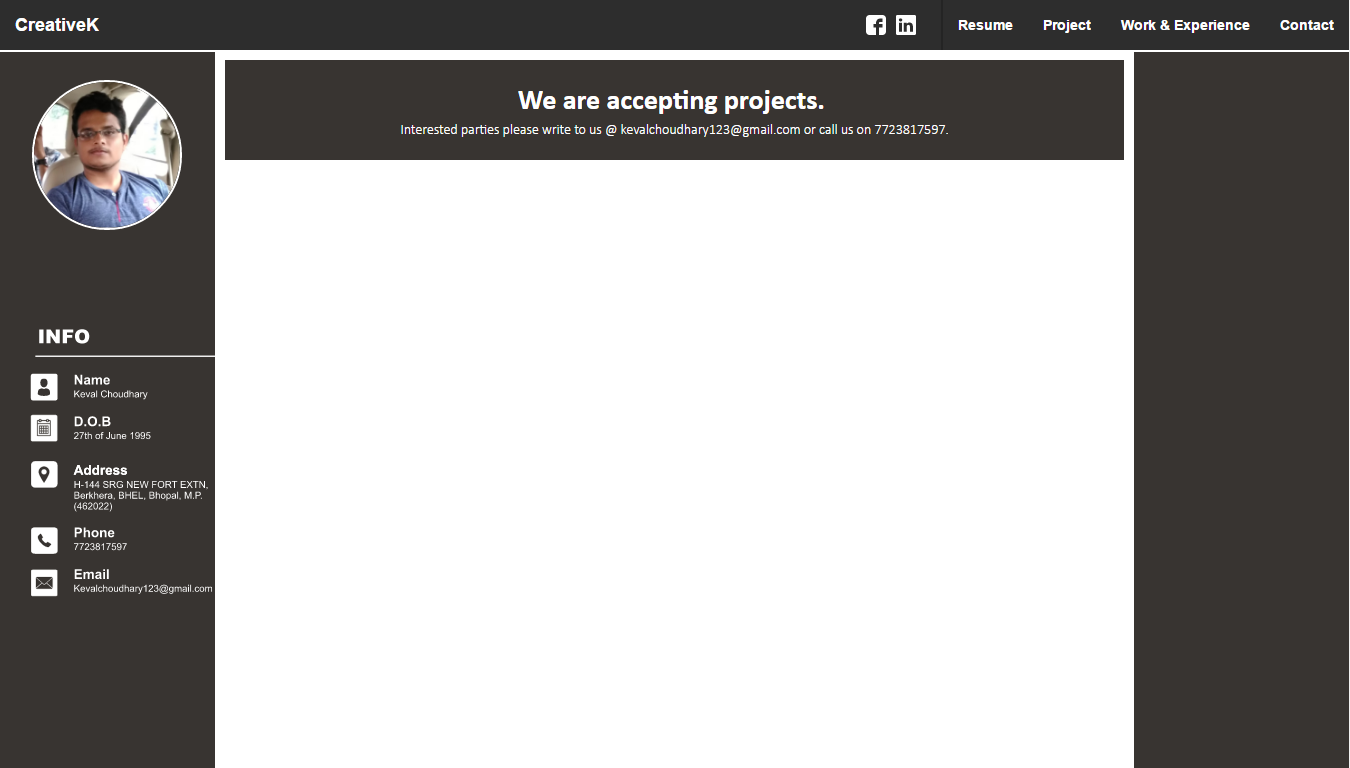 CreativeK
Resume Project Work & Experience Contact
We are accepting projects.
Interested parties please write to us @ kevalchoudhary123@gmail.com or call us on 7723817597.
INFO
Name
Keval Choudhary
D.O.B
27th of June 1995
Address
H-144 SRG NEW FORT EXTN,
Berkhera, BHEL, Bhopal, M.P.
(462022)
Phone
7723817597
Email
Kevalchoudhary123@gmail.com